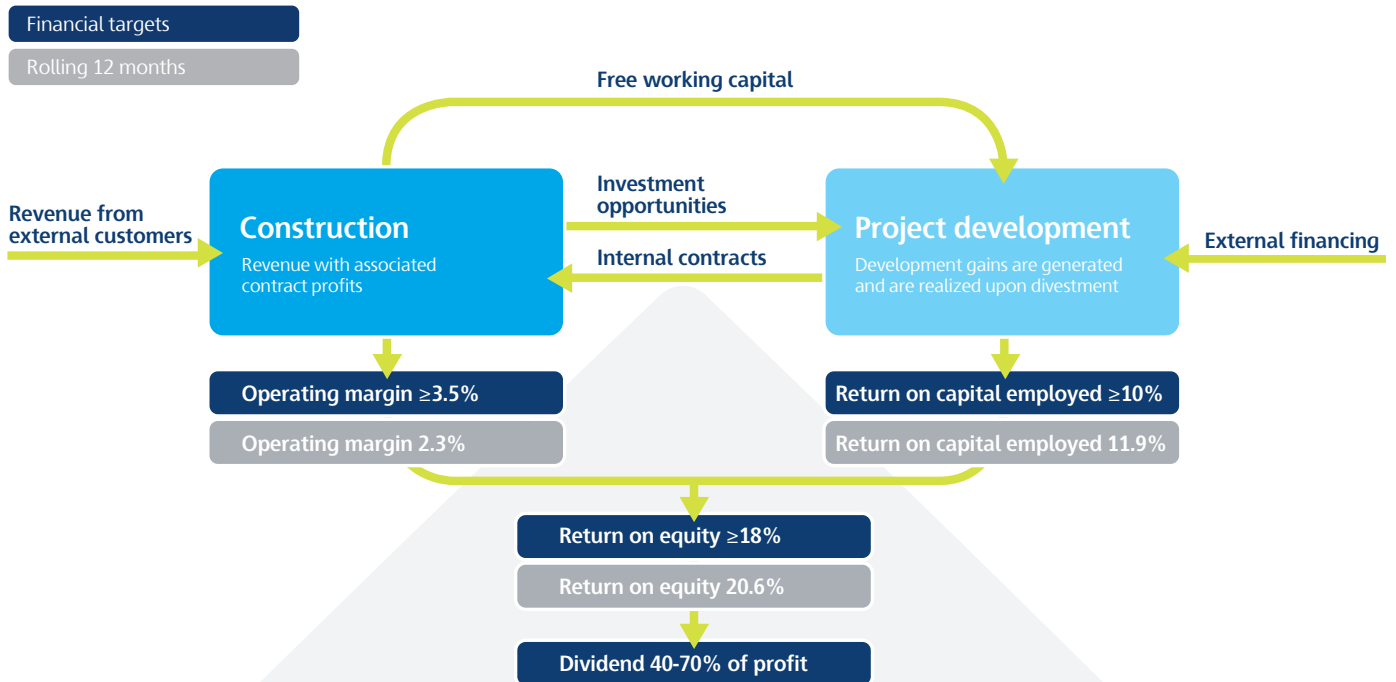 Financial targets
Rolling 12 months
Free working capital
Revenue from
external customers
Construction
Revenue with associated
contract profits
Investment
opportunities
Internal contracts
Project development
Development gains are generated
and are realized upon divestment
External financing
Operating margin ≥3.5%
Operating margin 2.3%
Return on capital employed ≥10%
Return on capital employed 11.9%
Return on equity ≥18%
Return on equity 20.6%
Dividend 40-70% of profit